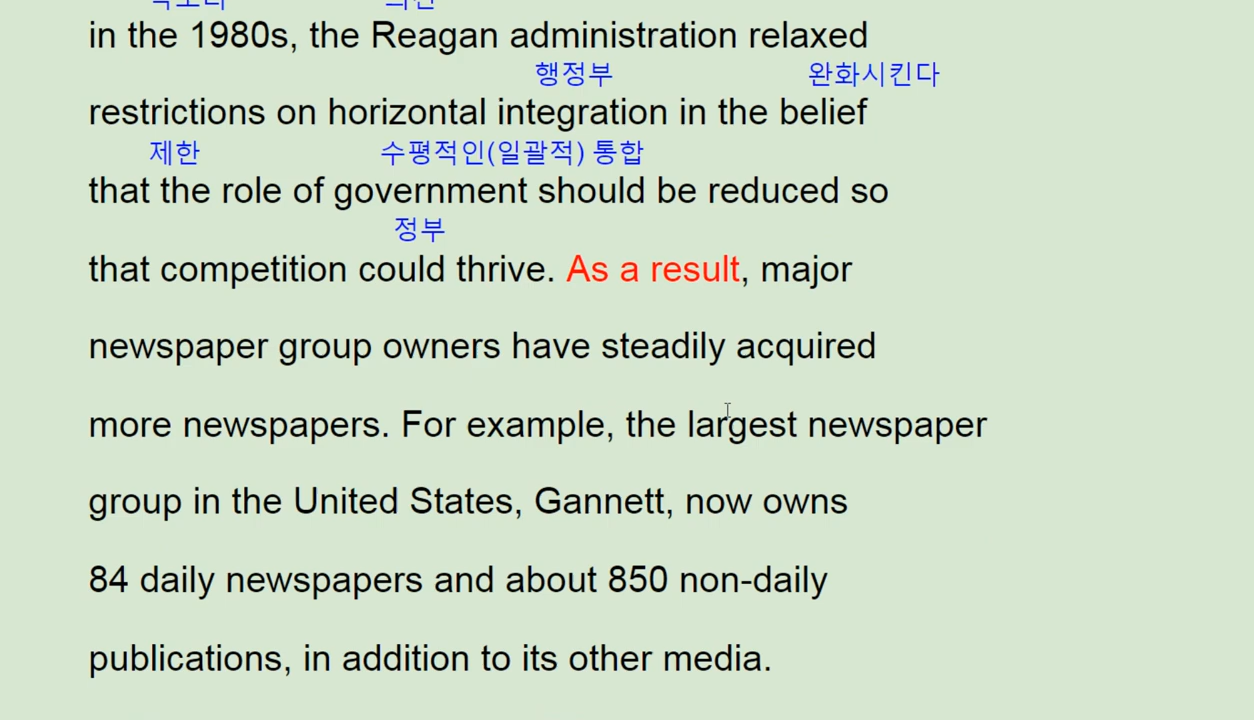 in the 1980s, the Reagan administration relaxed
행정부 완화시킨다
restrictions on horizontal integration in the belief
제한 수평적인(일괄적) 통합
that the role of government should be reduced so
정부
that competition could thrive. As a result, major
newspaper group owners have steadily acquired
more newspapers. For example, the largest newspaper
group in the United States, Gannett, now owns
84 daily newspapers and about 850 non-daily
publications, in addition to its other media.